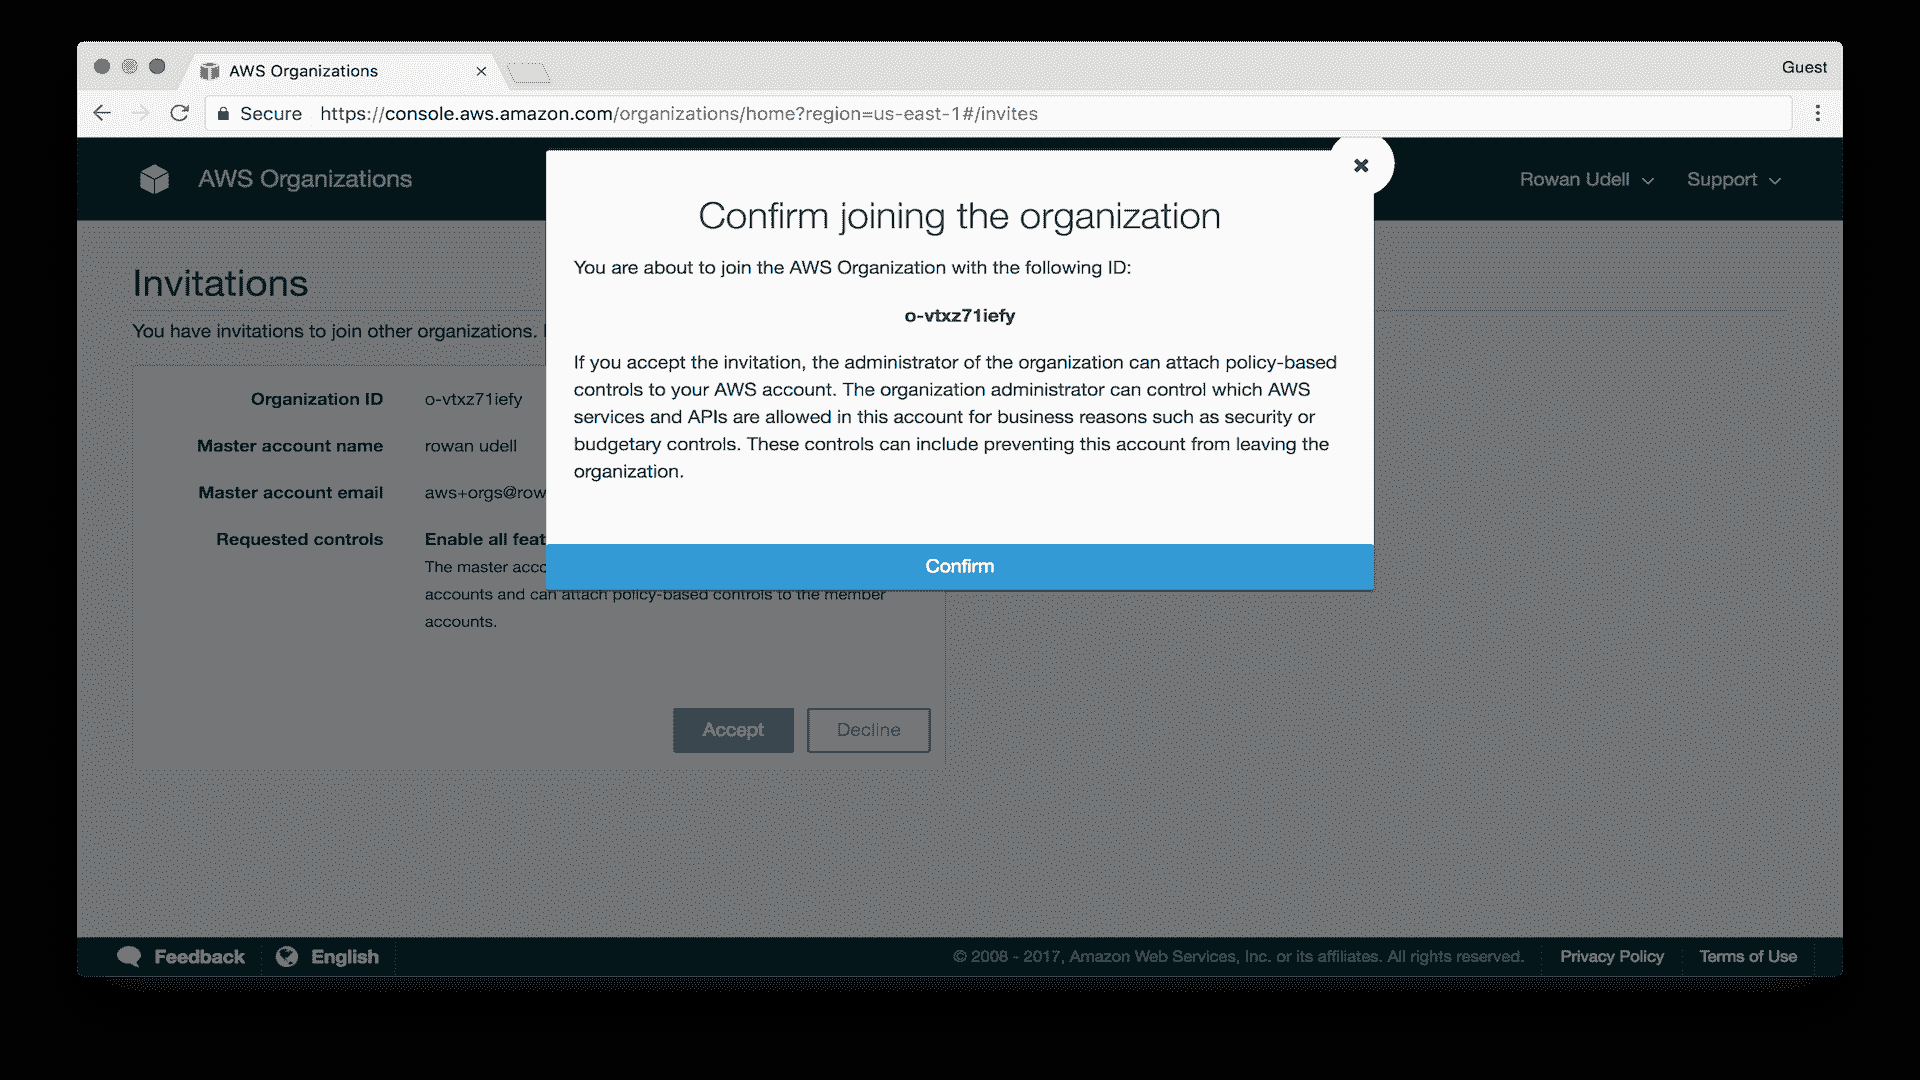 AWS Organizations
Guest
Secure https://console.aws.amazon.com/organizations/home?region=us-east-1#/invites
AWS Organizations
Rowan Udell
Support
Confirm joining the organization
You are about to join the AWS Organization with the following ID:
o-vtxz71iefy
If you accept the invitation, the administrator of the organization can attach policy-based
controls to your AWS account. The organization administrator can control which AWS
services and APIs are allowed in this account for business reasons such as security or
budgetary controls. These controls can include preventing this account from leaving the
organization.
Confirm
Invitations
You have invitations to join other organizations.
Organization ID o-vtxz71iefy
Master account name rowan udell
Master account email aws+orgs@row
Requested controls Enable all feat
The master acco
accounts and can attach policy-based controls to the member
accounts.
Accept
Decline
Feedback
English
© 2008 - 2017, Amazon Web Services, Inc. or its affiliates. All rights reserved.
Privacy Policy
Terms of Use